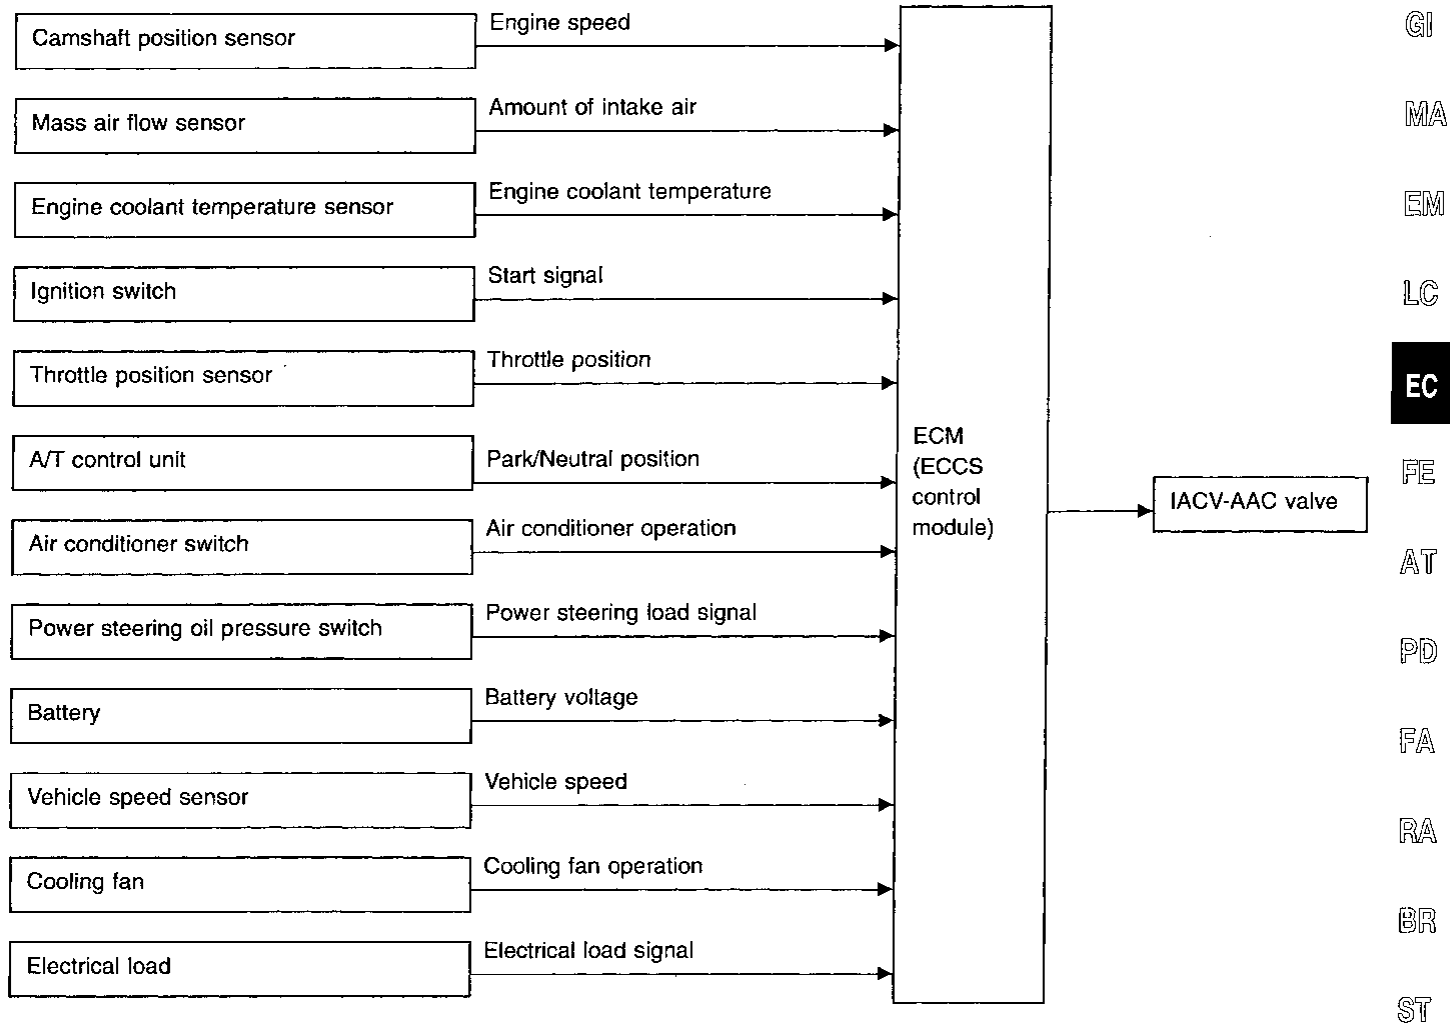 Camshaft position sensor
Engine speed
Mass air flow sensor
Amount of intake air
Engine coolant temperature sensor
Engine coolant temperature
Ignition switch
Start signal
Throttle position sensor
Throttle position
A/T control unit
Park/Neutral position
Air conditioner switch
Air conditioner operation
Power steering oil pressure switch
Power steering load signal
Battery
Battery voltage
Vehicle speed sensor
Vehicle speed
Cooling fan
Cooling fan operation
Electrical load
Electrical load signal
ECM
(ECCS
control
module)
IACV-AAC valve
GI
MA
EM
LC
EC
FE
AT
PD
FA
RA
BR
ST